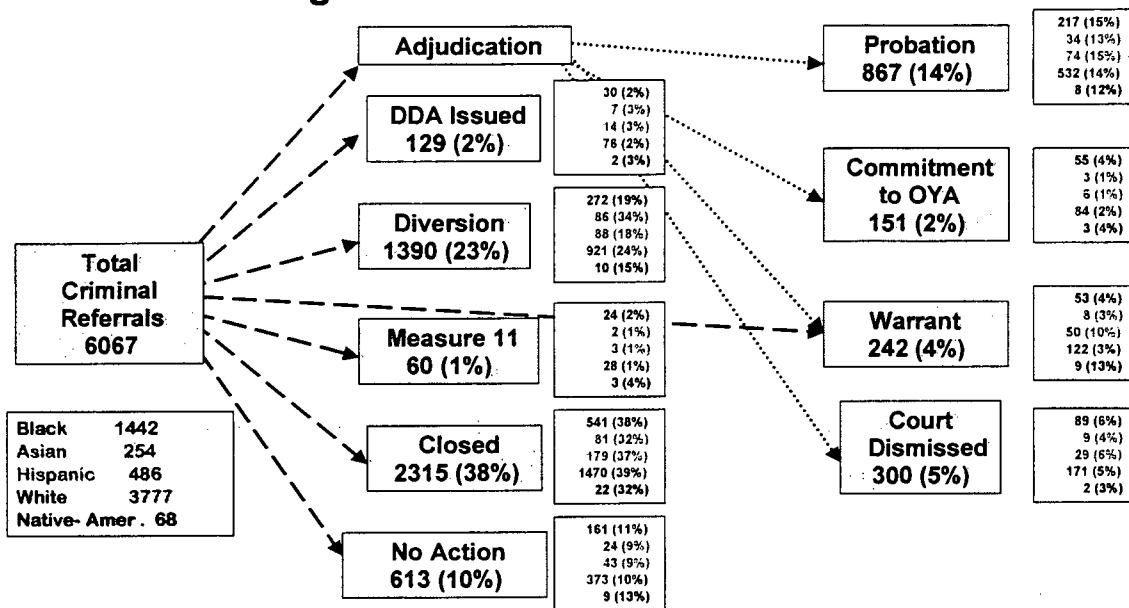 g
Adjudication
DDA Issued
129 (2%)
30 (2%)
7 (3%)
14 (3%)
76 (2%)
2 (3%)
Diversion
1390 (23%)
272 (19%)
86 (34%)
88 (18%)
921 (24%)
10 (15%)
Total
Criminal
Referrals
6067
Measure 11
60 (1%)
24 (2%)
2 (1%)
3 (1%)
28 (1%)
3 (4%)
Black 1442
Asian 254
Hispanic 486
White 3777
Native-Amer. 68
Closed
2315 (38%)
541 (38%)
81 (32%)
179 (37%)
1470 (39%)
22 (32%)
No Action
613 (10%)
161 (11%)
24 (9%)
43 (9%)
373 (10%)
9 (13%)
Probation
867 (14%)
217 (15%)
34 (13%)
74 (15%)
532 (14%)
8 (12%)
Commitment
to OYA
151 (2%)
55 (4%)
3 (1%)
6 (1%)
84 (2%)
3 (4%)
Warrant
242 (4%)
53 (4%)
8 (3%)
50 (10%)
122 (3%)
9 (13%)
Court
Dismissed
300 (5%)
89 (6%)
9 (4%)
29 (6%)
171 (5%)
2 (3%)